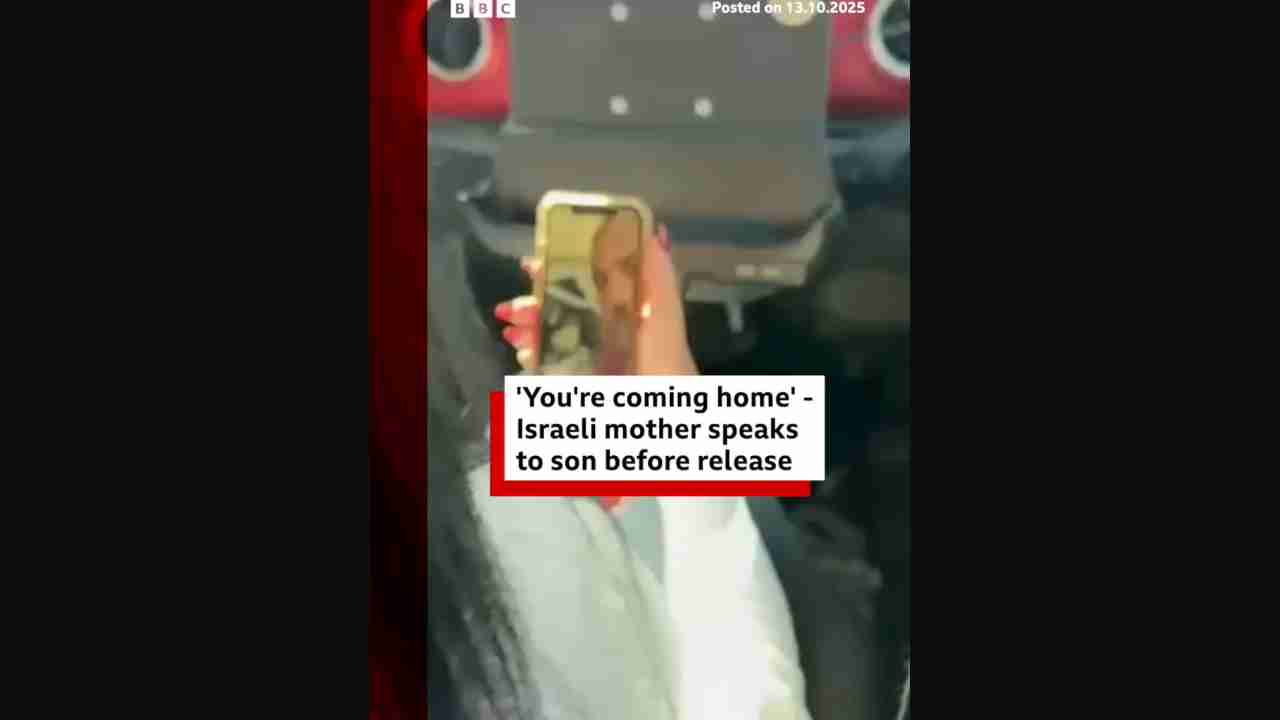 BBC
Posted on 13.10.2025
'You're coming home' -
Israeli mother speaks
to son before release